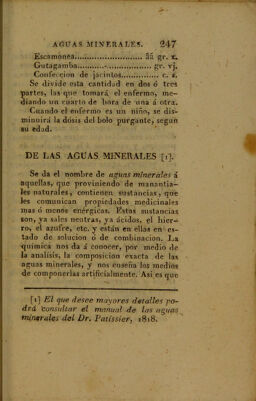 AGUAS MINERALES. 247
Escamonea........................ āā gr. x.
Gutagamba........................ gr. vj.
Confeccion de jacintos............. c. s.
Se divide esta cantidad en dos ó tres
partes, las que tomará el enfermo, me-
diando un cuarto de hora de una á otra.
Cuando el enfermo es un niño, se dis-
minuirá la dósis del bolo purgante, segun
su edad.
DE LAS AGUAS MINERALES [1].
Se da el nombre de aguas minerales á
aquellas, que proviniendo de manantia-
les naturales, contienen sustancias, que
les comunican propiedades medicinales
mas ó menos enérgicas. Estas sustancias
son, ya sales neutras, ya ácidos, el hier-
ro, el azufre, etc. y están en ellas en es-
tado de solucion ó de combinacion. La
química nos da á conocer, por medio de
la analísis, la composicion exacta de las
aguas minerales, y nos enseña los medios
de componerlas artificialmente. Asi es que
[1] El que desee mayores detalles po-
drá consultar el manual de las aguas
minerales del Dr. Patissier, 1818.